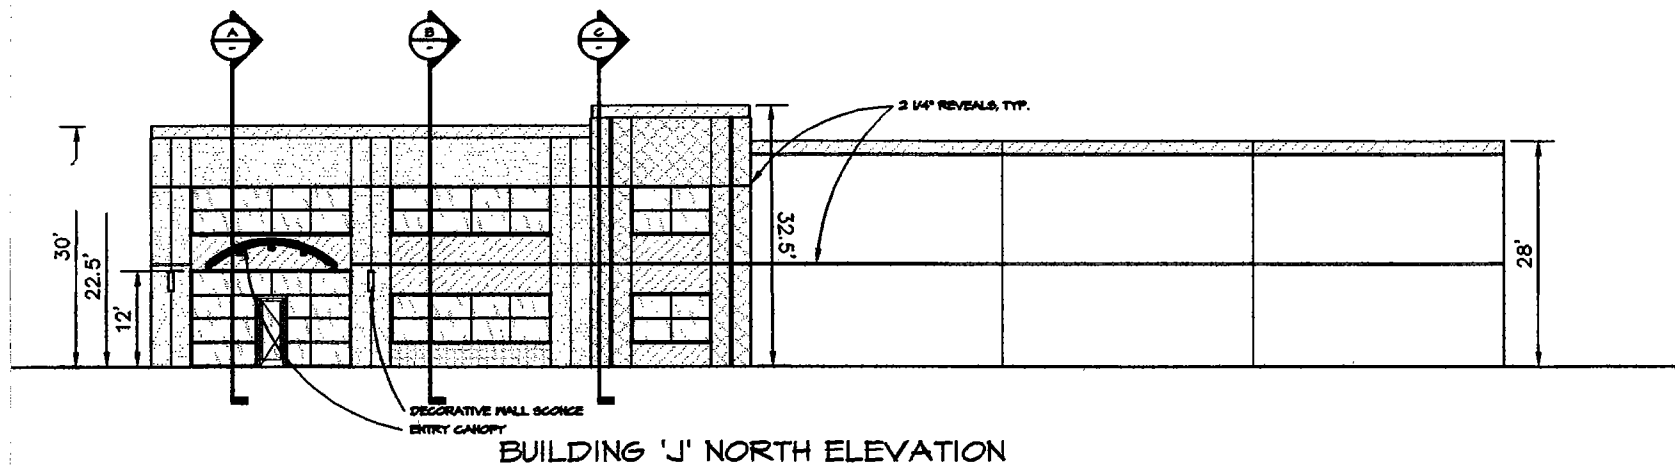 A
-
B
-
C
-
2 1/4" REVEALS, TYP.
30'
22.5'
12'
32.5'
28'
DECORATIVE WALL SCONCE
ENTRY CANOPY
BUILDING 'J' NORTH ELEVATION